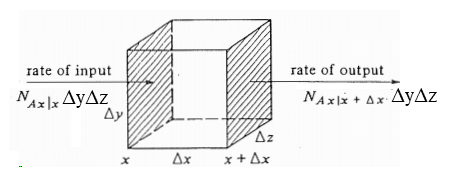 rate of input
rate of output
N_{Ax|x} ΔyΔz
N_{Ax|x + Δx} ΔyΔz
Δy
Δz
x
Δx
x + Δx